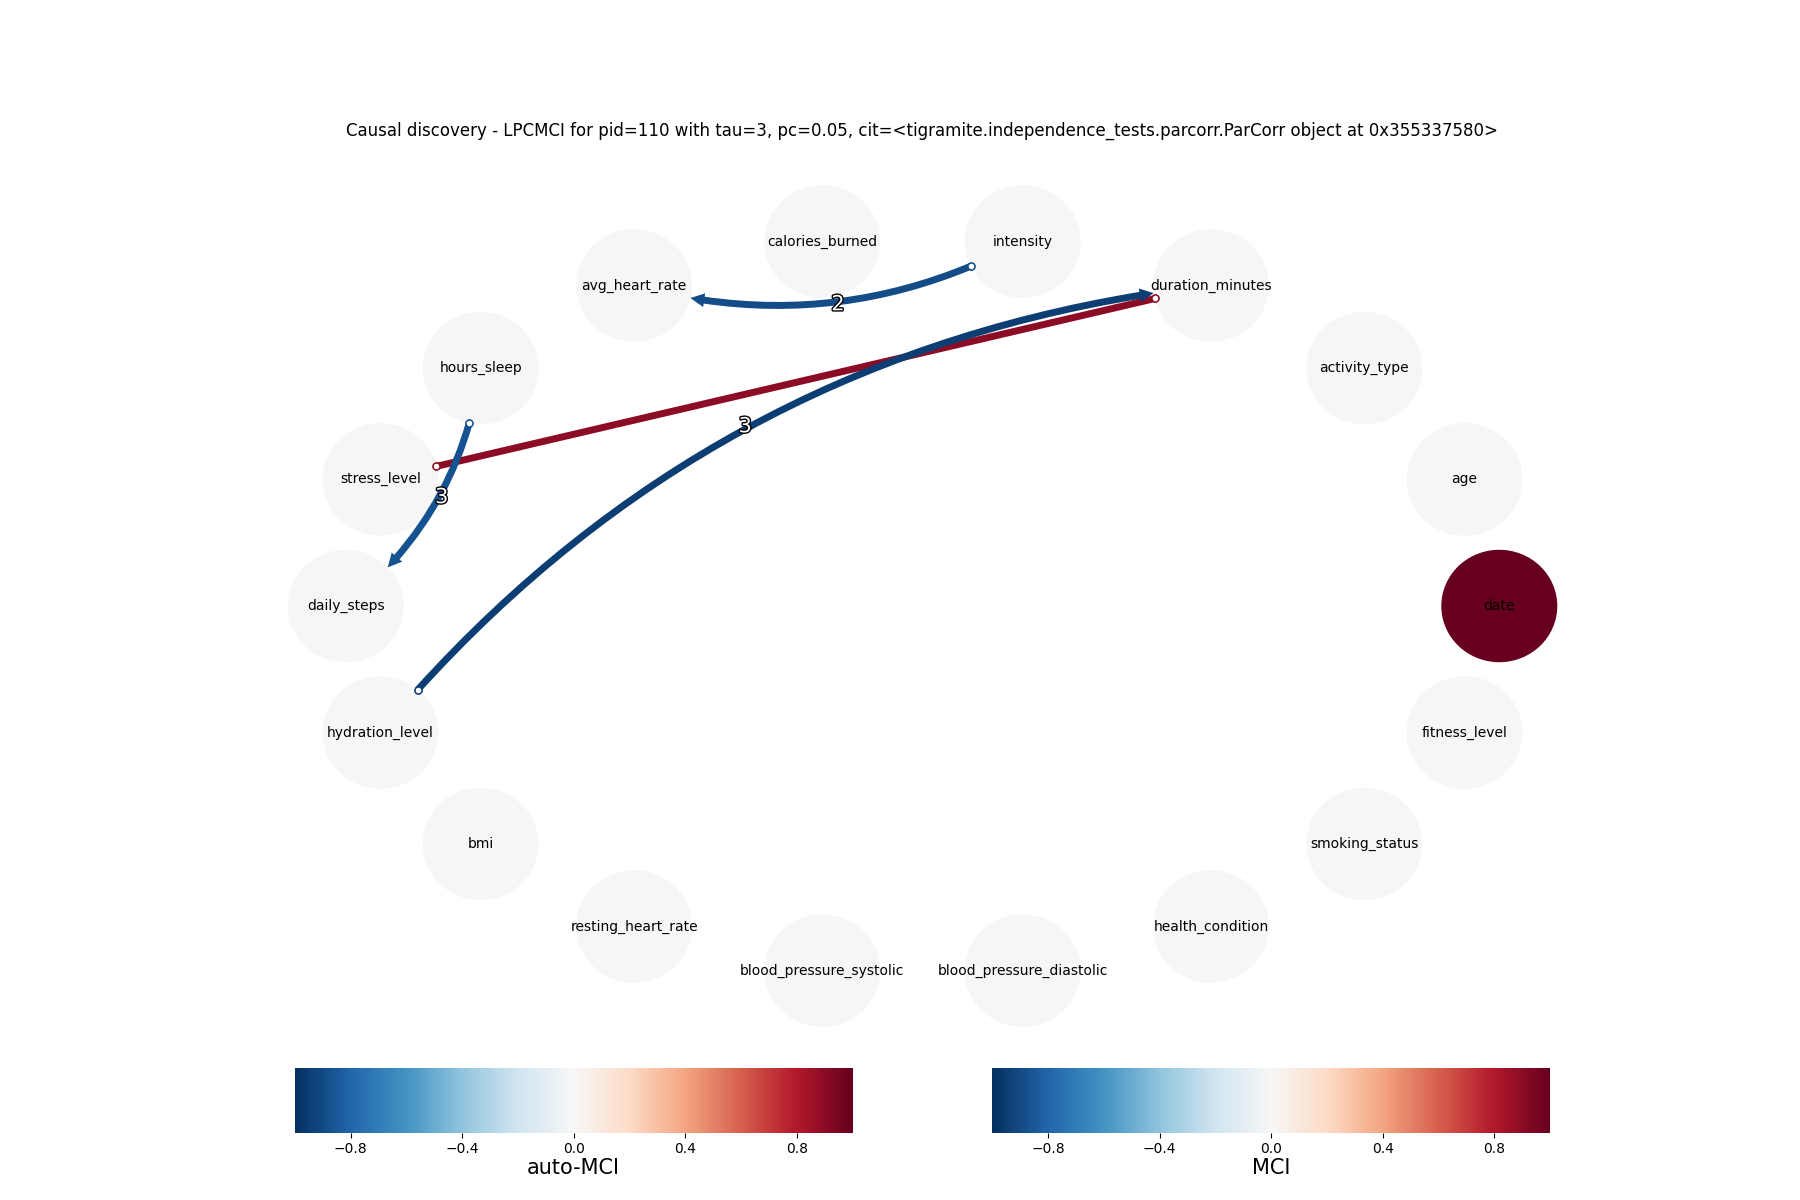 Causal discovery - LPCMCI for pid=110 with tau=3, pc=0.05, cit=<tigramite.independence_tests.parcorr.ParCorr object at 0x355337580>
calories_burned
intensity
avg_heart_rate
duration_minutes
2
hours_sleep
activity_type
3
stress_level
age
3
daily_steps
date
hydration_level
fitness_level
bmi
smoking_status
resting_heart_rate
health_condition
blood_pressure_systolic
blood_pressure_diastolic
−0.8 −0.4 0.0 0.4 0.8
auto-MCI
−0.8 −0.4 0.0 0.4 0.8
MCI